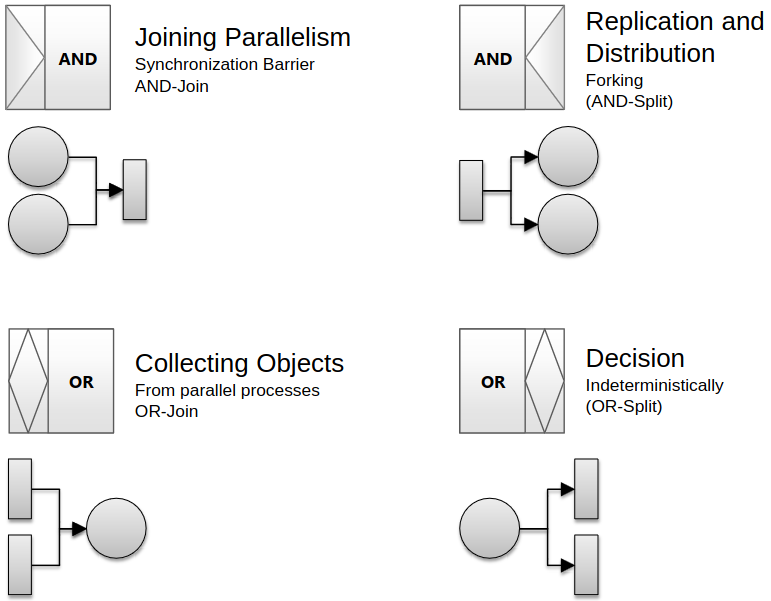 AND
Joining Parallelism
Synchronization Barrier
AND-Join
AND
Replication and
Distribution
Forking
(AND-Split)
OR
Collecting Objects
From parallel processes
OR-Join
OR
Decision
Indeterministically
(OR-Split)